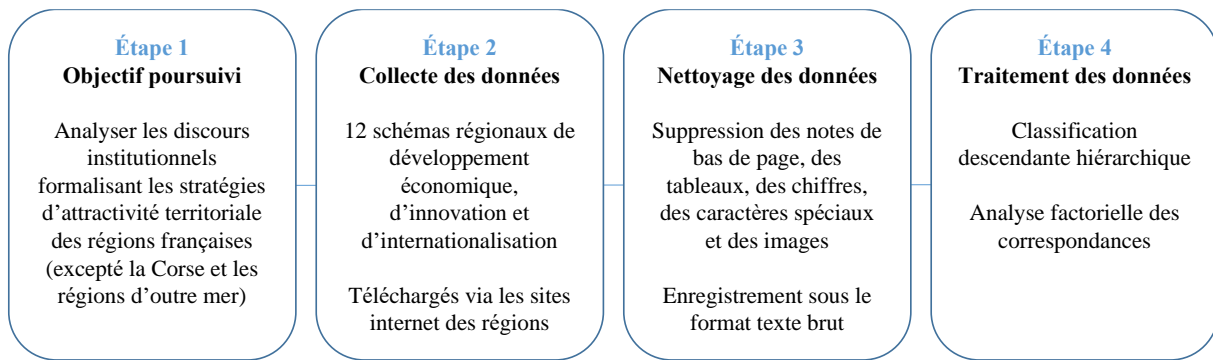 Étape 1
Objectif poursuivi
Analyser les discours
institutionnels
formalisant les stratégies
d’attractivité territoriale
des régions françaises
(excepté la Corse et les
régions d’outre mer)
Étape 2
Collecte des données
12 schémas régionaux de
développement
économique,
d’innovation et
d’internationalisation
Téléchargés via les sites
internet des régions
Étape 3
Nettoyage des données
Suppression des notes de
bas de page, des
tableaux, des chiffres,
des caractères spéciaux
et des images
Enregistrement sous le
format texte brut
Étape 4
Traitement des données
Classification
descendante hiérarchique
Analyse factorielle des
correspondances